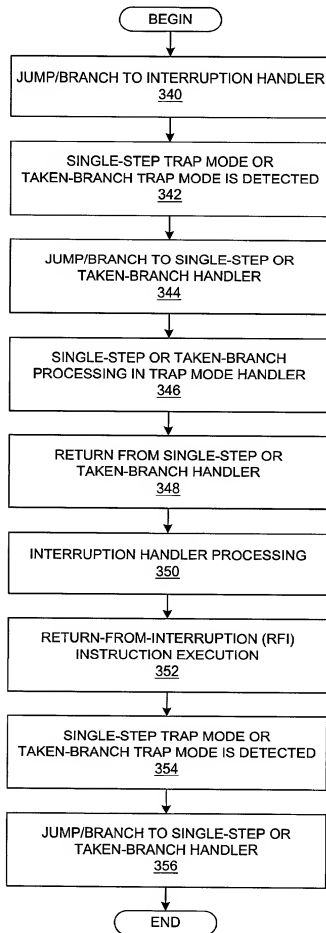 BEGIN
JUMP/BRANCH TO INTERRUPTION HANDLER
340
SINGLE-STEP TRAP MODE OR
TAKEN-BRANCH TRAP MODE IS DETECTED
342
JUMP/BRANCH TO SINGLE-STEP OR
TAKEN-BRANCH HANDLER
344
SINGLE-STEP OR TAKEN-BRANCH
PROCESSING IN TRAP MODE HANDLER
346
RETURN FROM SINGLE-STEP OR
TAKEN-BRANCH HANDLER
348
INTERRUPTION HANDLER PROCESSING
350
RETURN-FROM-INTERRUPTION (RFI)
INSTRUCTION EXECUTION
352
SINGLE-STEP TRAP MODE OR
TAKEN-BRANCH TRAP MODE IS DETECTED
354
JUMP/BRANCH TO SINGLE-STEP OR
TAKEN-BRANCH HANDLER
356
END